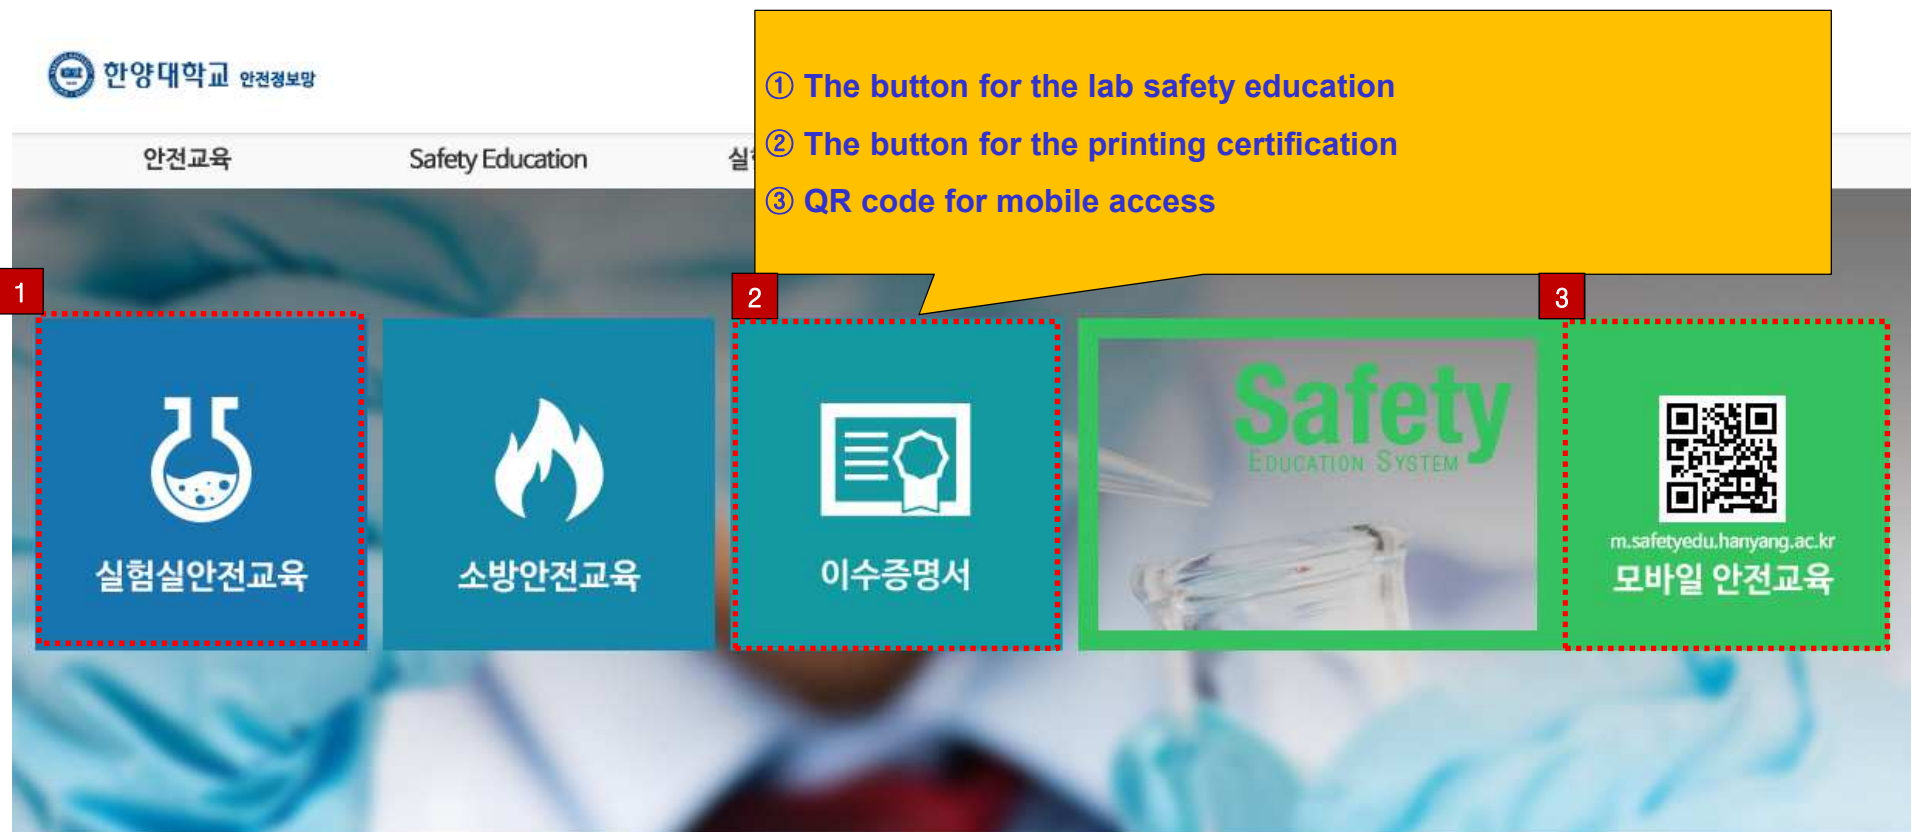 한양대학교 안전정보망
① The button for the lab safety education
② The button for the printing certification
③ QR code for mobile access
안전교육
Safety Education
1
2
3
Safety
EDUCATION SYSTEM
실험실안전교육
소방안전교육
이수증명서
m.safetyedu.hanyang.ac.kr
모바일 안전교육